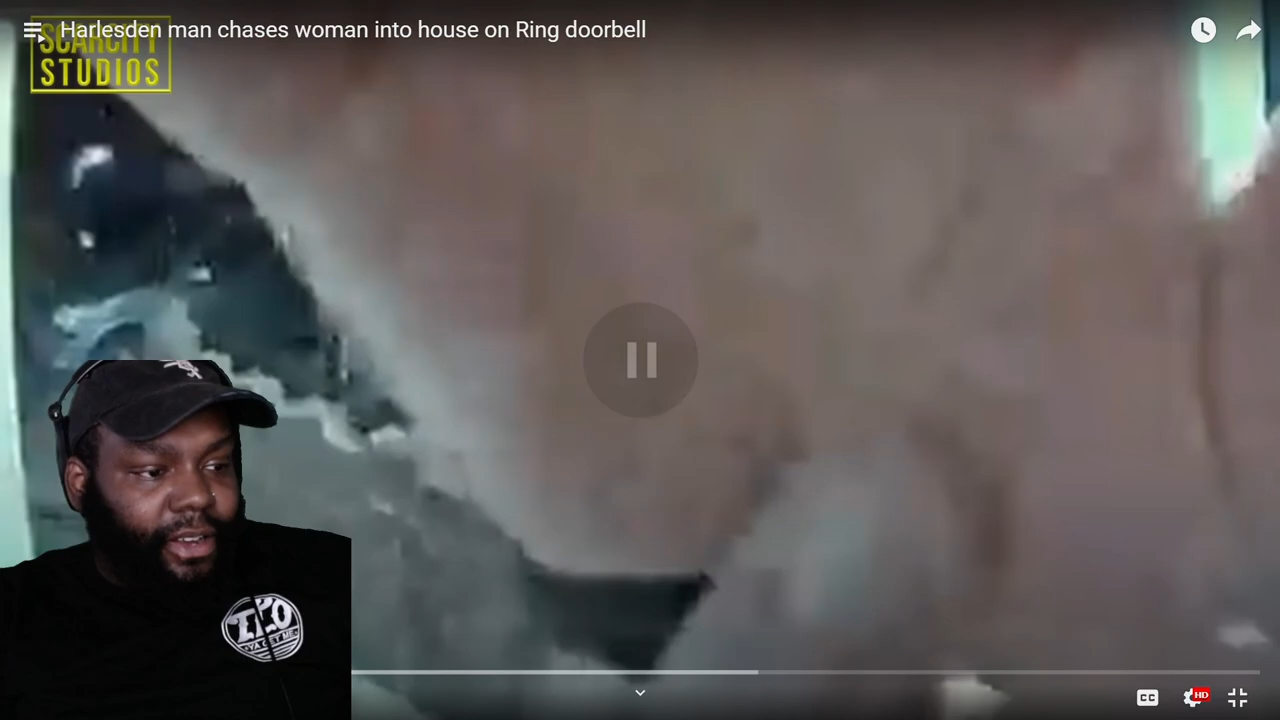 Harlesden man chases woman into house on Ring doorbell
SCARCITY
STUDIOS
CC
HD